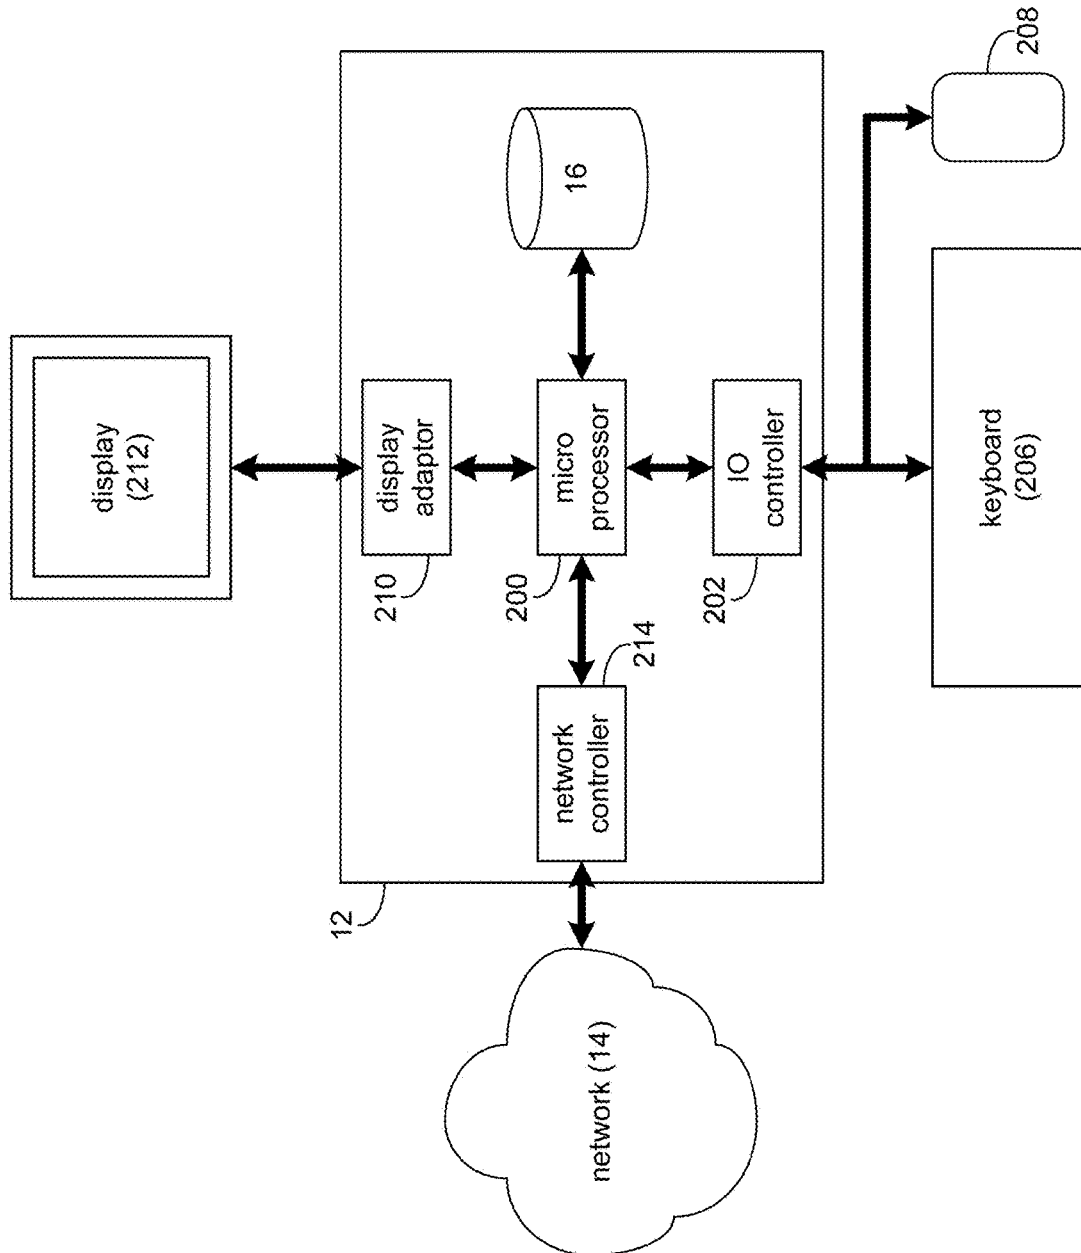 display
(212)
display
adaptor
210
16
micro
processor
200
network
controller
214
IO
controller
202
12
network (14)
keyboard
(206)
208